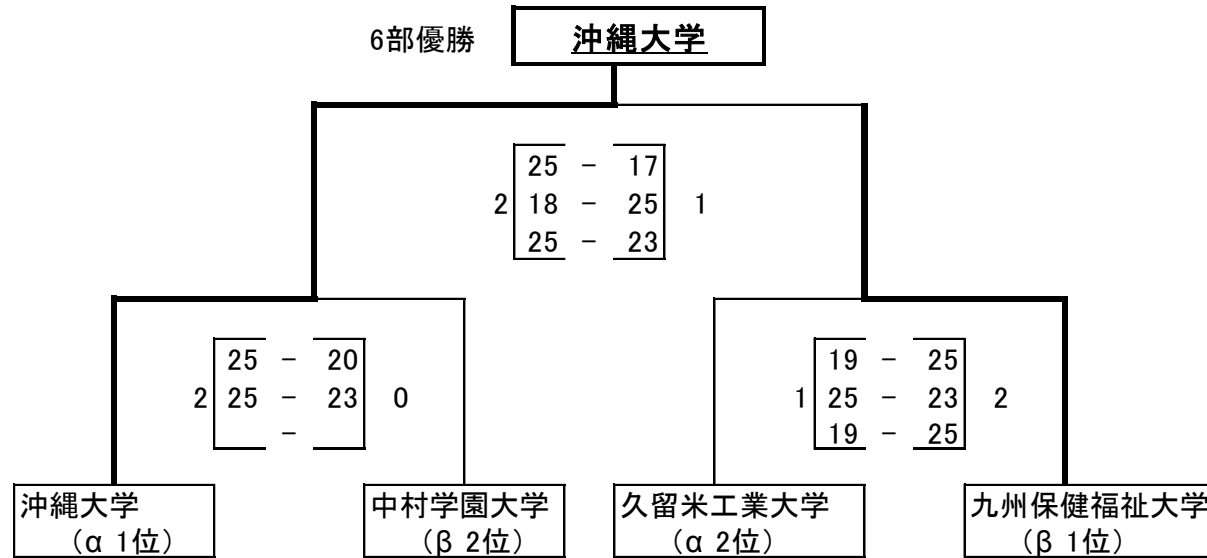 6部優勝 沖縄大学
25 - 17
2 18 - 25 1
25 - 23
25 - 20
2 25 - 23 0
-
19 - 25
1 25 - 23 2
19 - 25
沖縄大学
(α 1位)
中村学園大学
(β 2位)
久留米工業大学
(α 2位)
九州保健福祉大学
(β 1位)